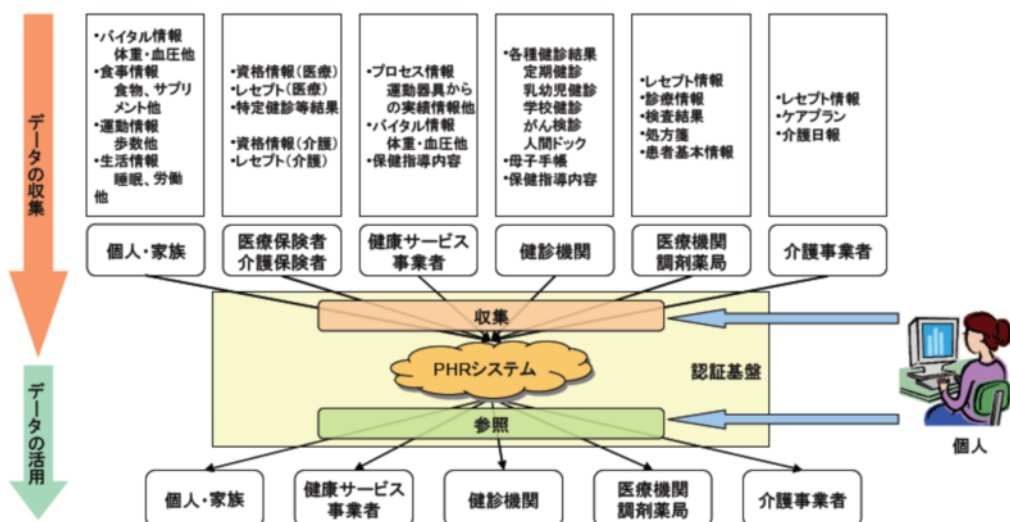 データの収集
・バイタル情報
体重・血圧他
・食事情報
食物、サプリ
メント他
・運動情報
歩数他
・生活情報
睡眠、労働
他
・資格情報(医療)
・レセプト(医療)
・特定健診等結果
・資格情報(介護)
・レセプト(介護)
・プロセス情報
運動器具から
の実績情報他
・バイタル情報
体重・血圧他
・保健指導内容
・各種健診結果
定期健診
乳幼児健診
学校健診
がん検診
人間ドック
・母子手帳
・保健指導内容
・レセプト情報
・診療情報
・検査結果
・処方箋
・患者基本情報
・レセプト情報
・ケアプラン
・介護日報
個人・家族
医療保険者
介護保険者
健康サービス
事業者
健診機関
医療機関
調剤薬局
介護事業者
収集
PHRシステム
認証基盤
参照
個人
データの活用
個人・家族
健康サービス
事業者
健診機関
医療機関
調剤薬局
介護事業者